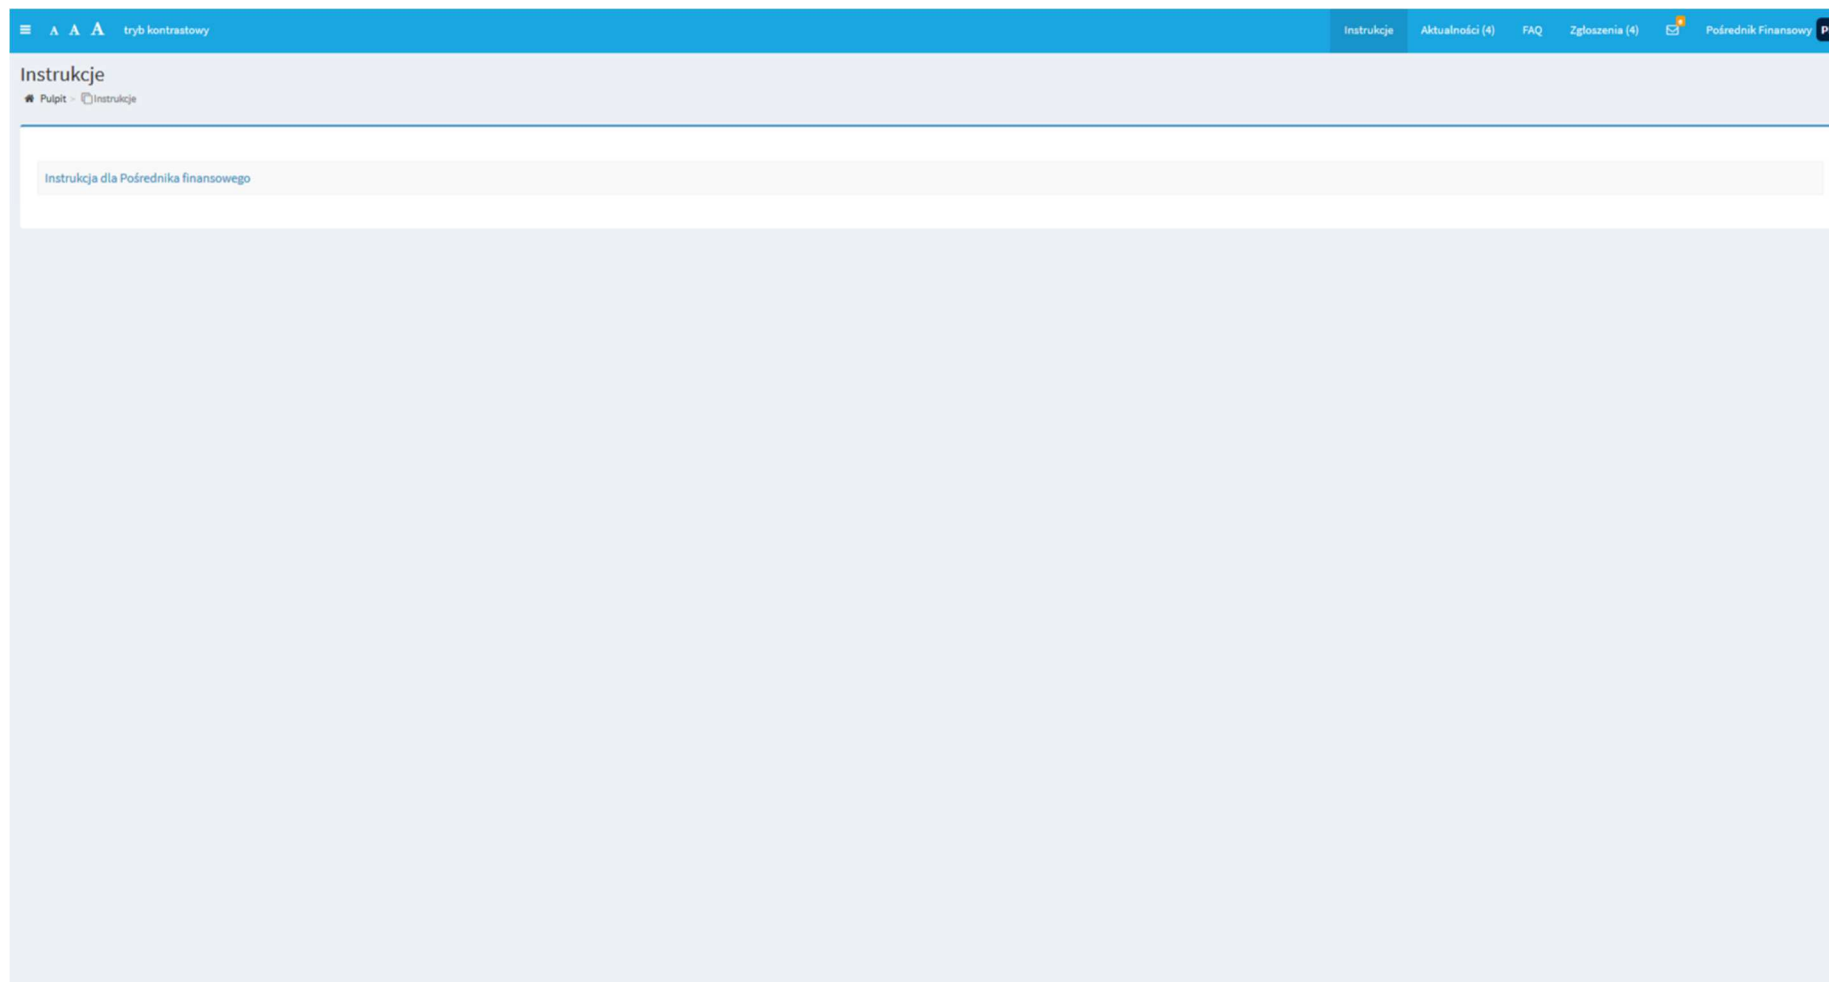 A A A tryb kontrastowy Instrukcje Aktualności (4) FAQ Zgłoszenia (4) Pośrednik Finansowy P
Instrukcje
Pulpit > Instrukcje
Instrukcja dla Pośrednika finansowego